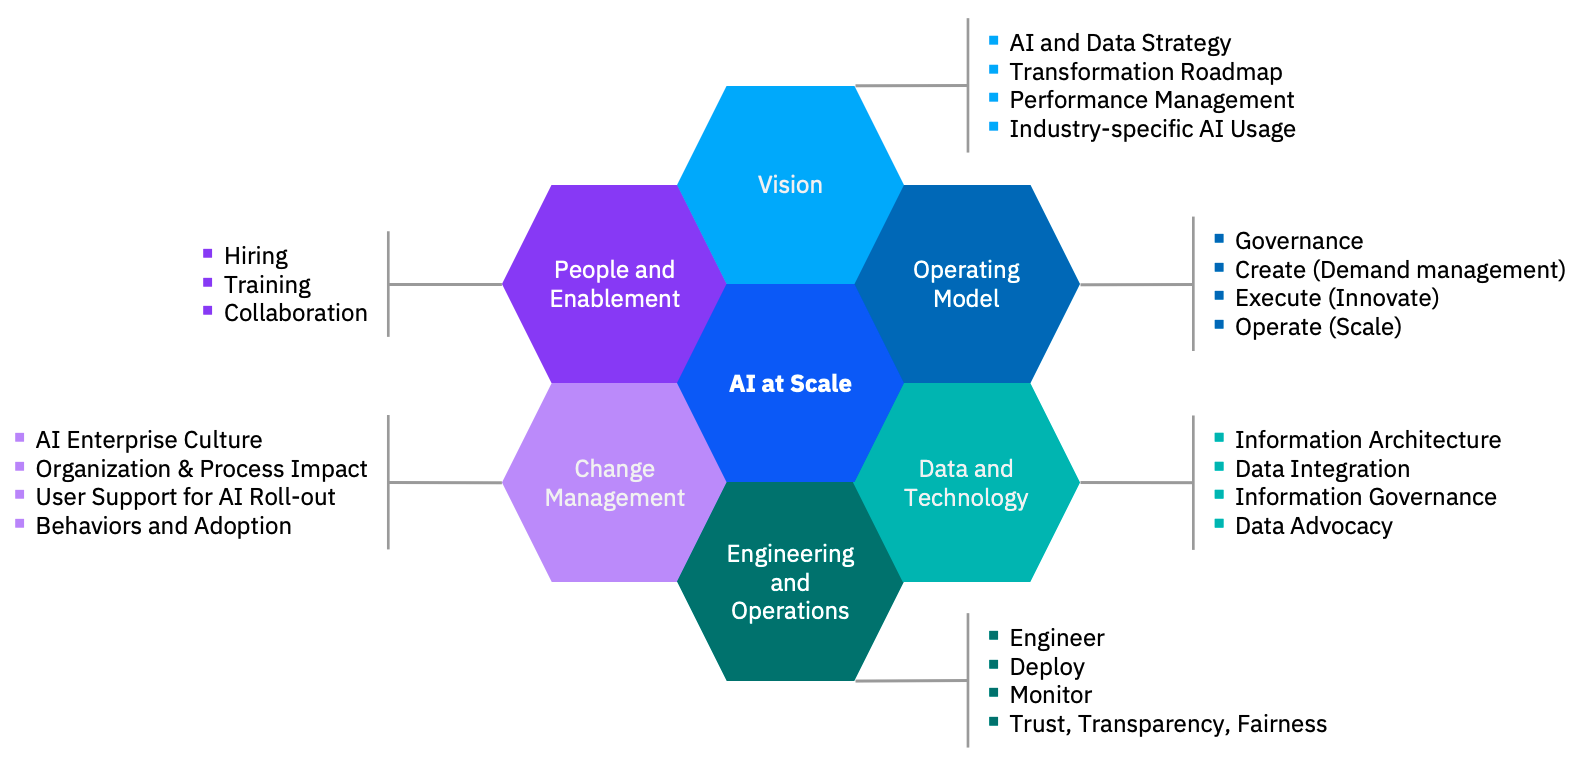 AI and Data Strategy
Transformation Roadmap
Performance Management
Industry-specific AI Usage
Vision
Hiring
Training
Collaboration
People and
Enablement
Operating
Model
Governance
Create (Demand management)
Execute (Innovate)
Operate (Scale)
AI at Scale
AI Enterprise Culture
Organization & Process Impact
User Support for AI Roll-out
Behaviors and Adoption
Change
Management
Data and
Technology
Information Architecture
Data Integration
Information Governance
Data Advocacy
Engineering
and
Operations
Engineer
Deploy
Monitor
Trust, Transparency, Fairness